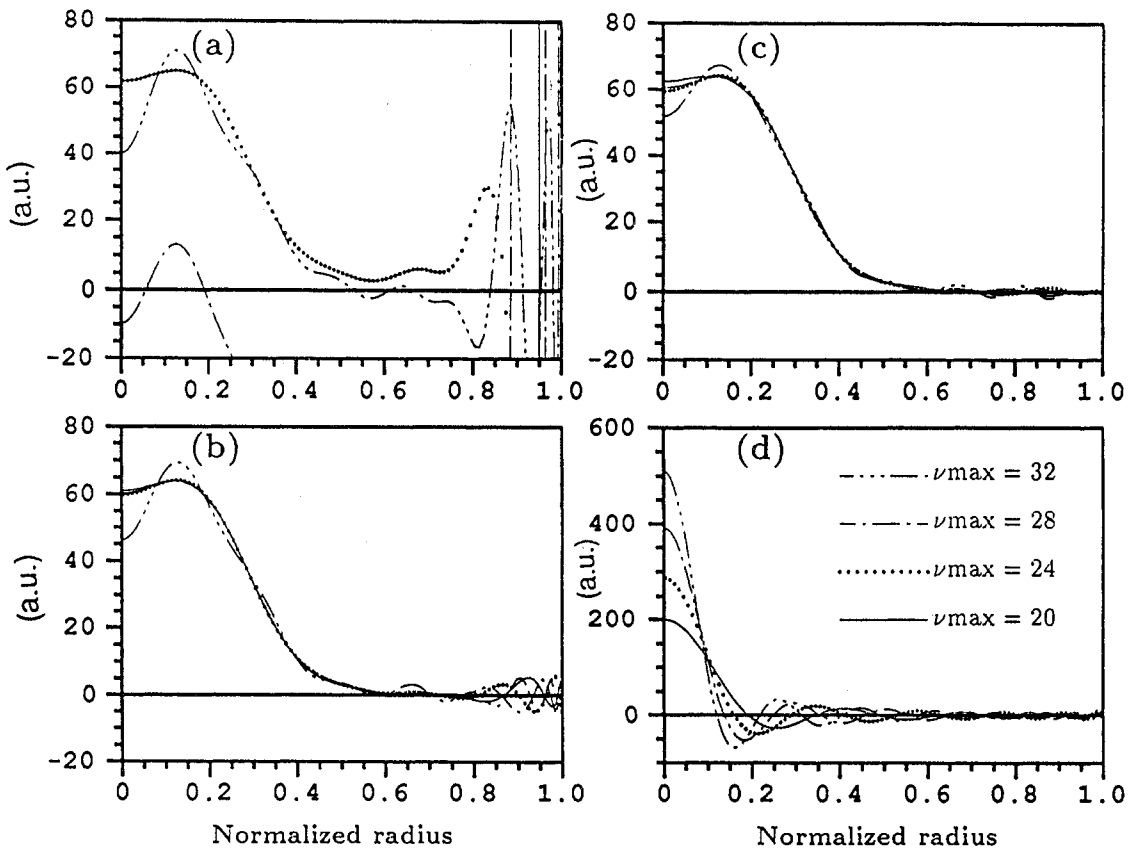 (a)
80
60
40
20
0
-20
(a.u.)
0 0.2 0.4 0.6 0.8 1.0
(c)
80
60
40
20
0
-20
(a.u.)
0 0.2 0.4 0.6 0.8 1.0
(b)
80
60
40
20
0
-20
(a.u.)
0 0.2 0.4 0.6 0.8 1.0
Normalized radius
(d)
600
400
200
0
(a.u.)
νmax = 32
νmax = 28
νmax = 24
νmax = 20
0 0.2 0.4 0.6 0.8 1.0
Normalized radius